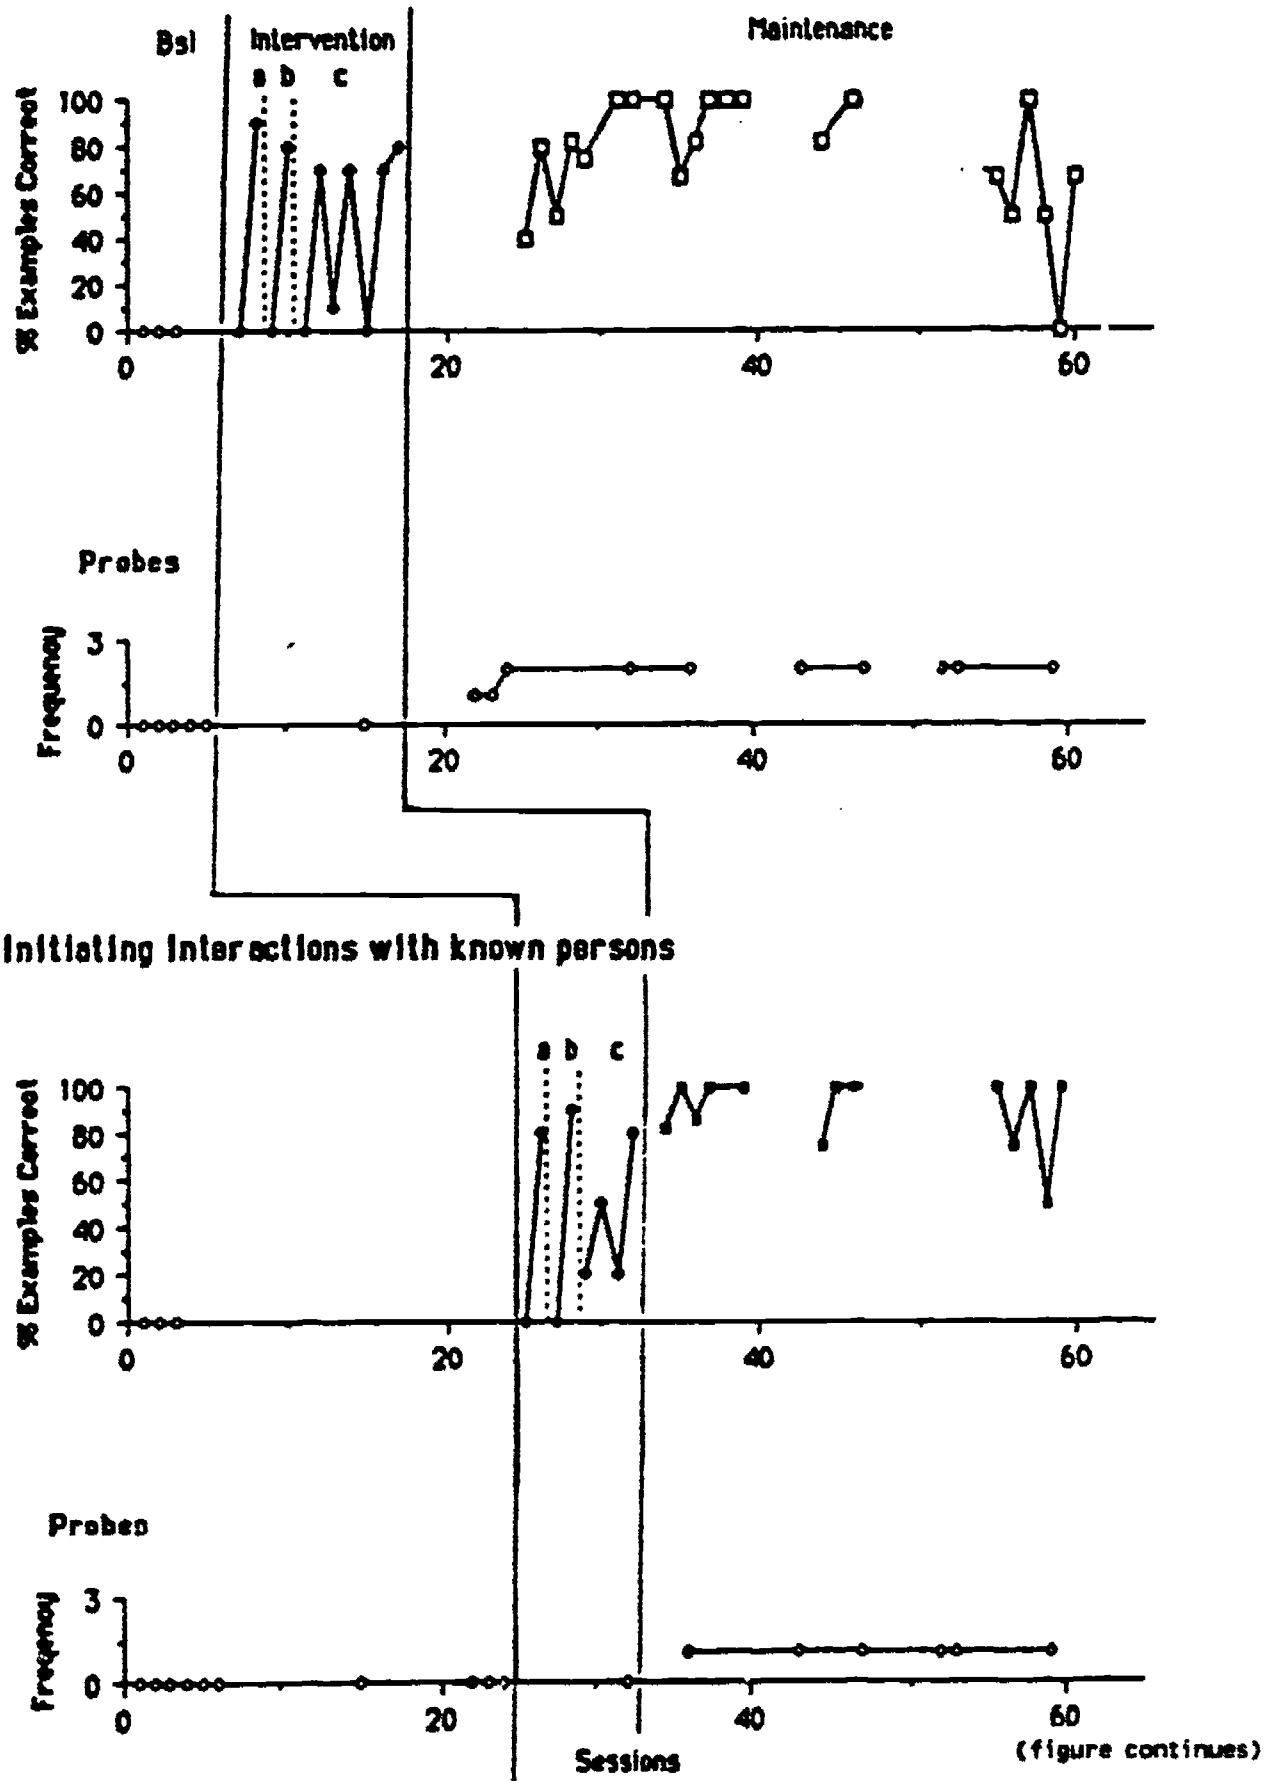 Bsl Intervention Maintenance
a b c
% Examples Correct
100
80
60
40
20
0
0 20 40 60
Probes
Frequency
3
0
0 20 40 60
Initiating Interactions with known persons
a b c
% Examples Correct
100
80
60
40
20
0
0 20 40 60
Probes
Freqency
3
0
0 20 40 60
Sessions
(figure continues)